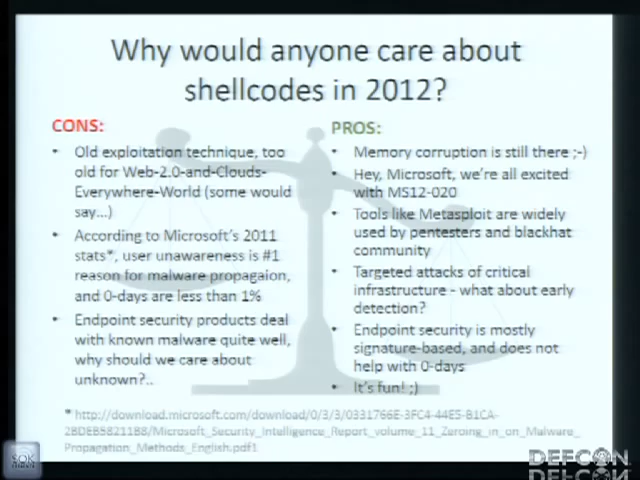 Why would anyone care about
shellcodes in 2012?
CONS:
• Old exploitation technique, too
old for Web-2.0-and-Clouds-
Everywhere-World (some would
say...)
• According to Microsoft's 2011
stats*, user unawareness is #1
reason for malware propagaion,
and 0-days are less than 1%
• Endpoint security products deal
with known malware quite well,
why should we care about
unknown?..
PROS:
• Memory corruption is still there ;-)
• Hey, Microsoft, we're all excited
with MS12-020
• Tools like Metasploit are widely
used by pentesters and blackhat
community
• Targeted attacks of critical
infrastructure - what about early
detection?
• Endpoint security is mostly
signature-based, and does not
help with 0-days
• It's fun! ;)
* http://download.microsoft.com/download/0/3/3/0331766E-3FC4-44E5-B1CA-
2BDEB58211B8/Microsoft_Security_Intelligence_Report_volume_11_Zeroing_in_on_Malware_
Propagation_Methods_English.pdf1
SOK
DEFCON